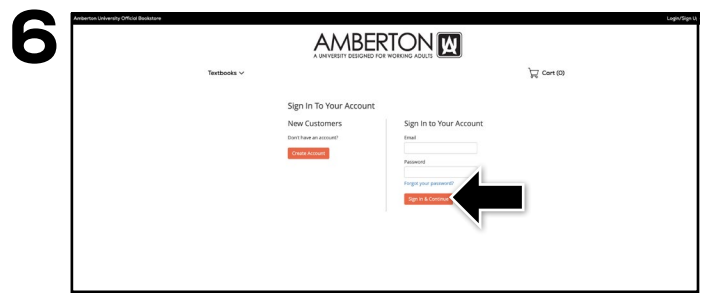 6
Amberton University Official Bookstore
Login/Sign U
AMBERTON
A UNIVERSITY DESIGNED FOR WORKING ADULTS
Textbooks
Cart (0)
Sign In To Your Account
New Customers
Don't have an account?
Create Account
Sign In to Your Account
Email
Password
Forgot your password?
Sign In & Continue